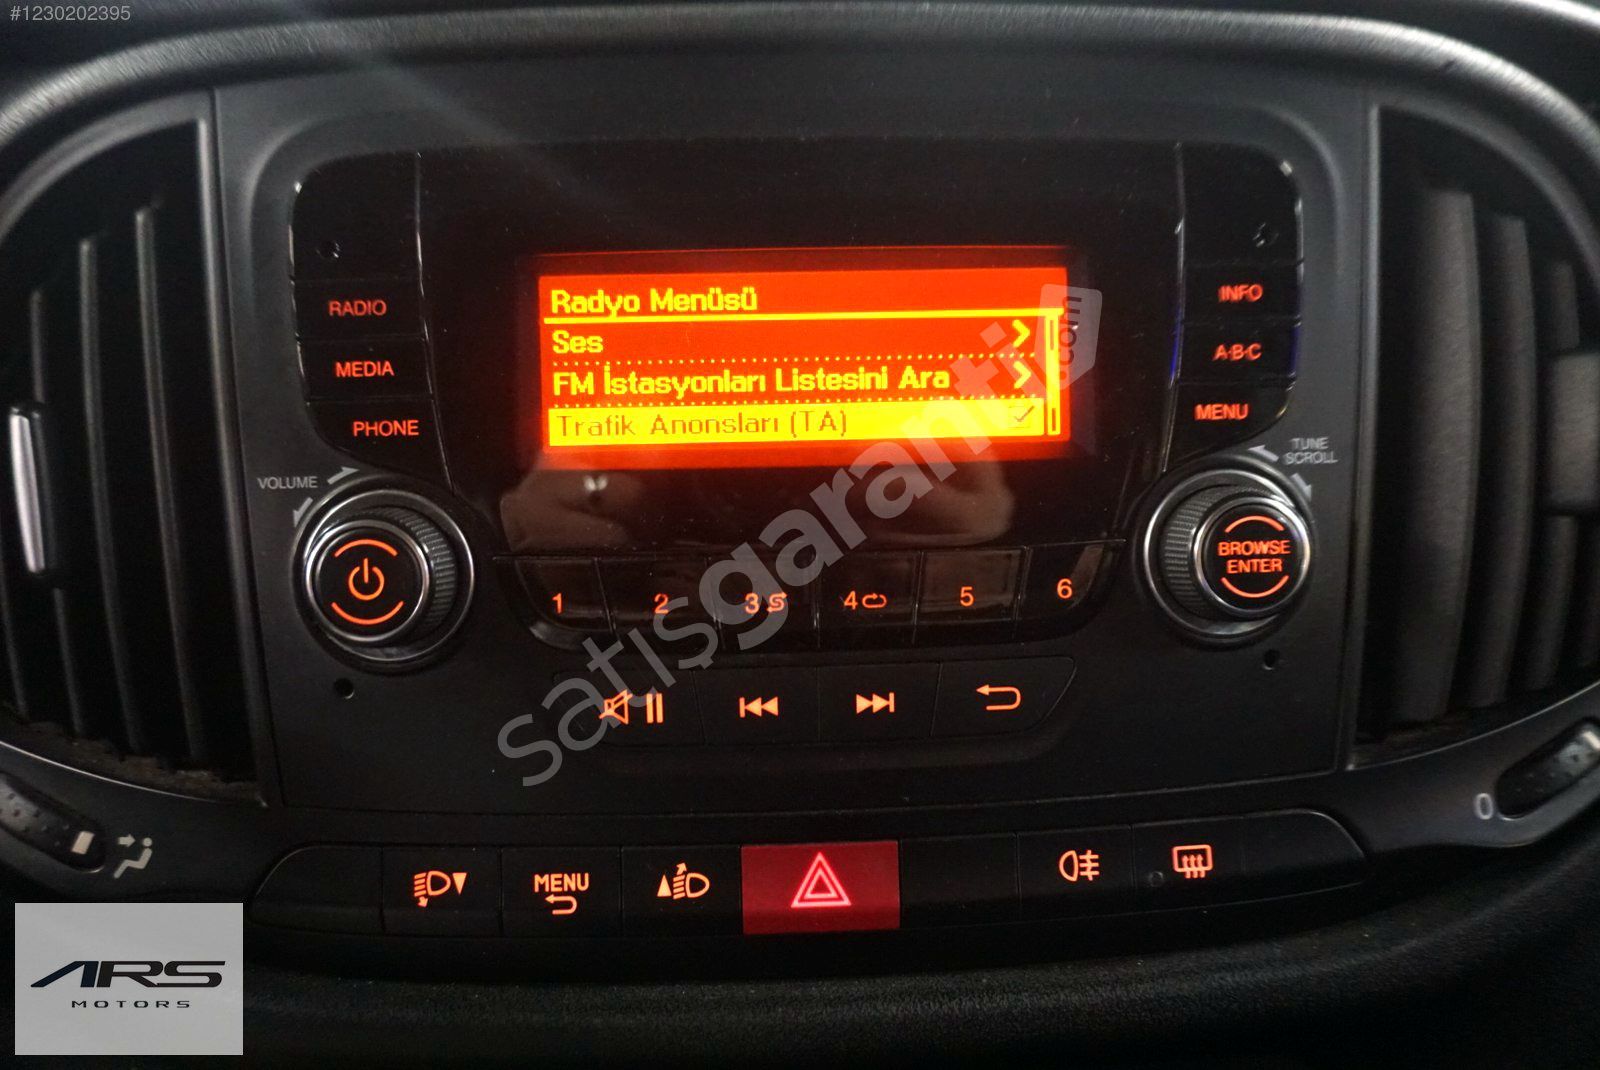 #1230202395
RADIO
MEDIA
PHONE
VOLUME
Radyo Menüsü
Ses
FM İstasyonları Listesini Ara
Trafik Anonsları (TA)
INFO
A·B·C
MENU
TUNE
SCROLL
BROWSE
ENTER
1 2 3 4 5 6
satışgaranti.com
MENU
0
ARS
MOTORS